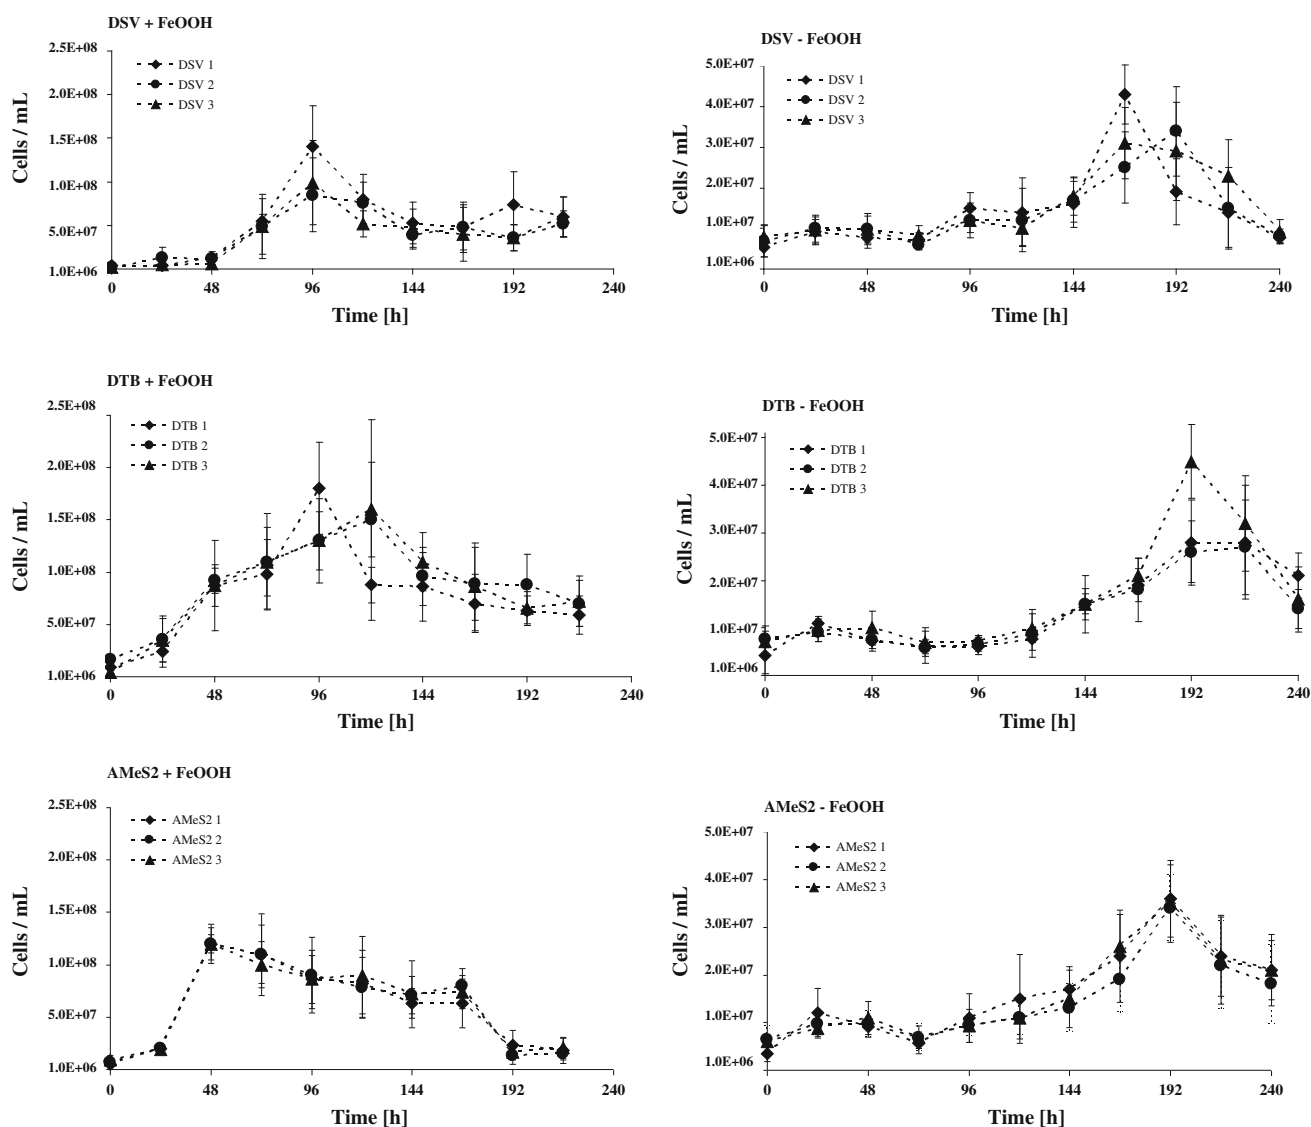 DSV + FeOOH
2.5E+08
2.0E+08
1.5E+08
1.0E+08
5.0E+07
1.0E+06
Cells / mL
DSV 1
DSV 2
DSV 3
0 48 96 144 192 240
Time [h]
DSV - FeOOH
5.0E+07
4.0E+07
3.0E+07
2.0E+07
1.0E+07
1.0E+06
Cells / mL
DSV 1
DSV 2
DSV 3
0 48 96 144 192 240
Time [h]
DTB + FeOOH
2.5E+08
2.0E+08
1.5E+08
1.0E+08
5.0E+07
1.0E+06
Cells / mL
DTB 1
DTB 2
DTB 3
0 48 96 144 192 240
Time [h]
DTB - FeOOH
5.0E+07
4.0E+07
3.0E+07
2.0E+07
1.0E+07
1.0E+06
Cells / mL
DTB 1
DTB 2
DTB 3
0 48 96 144 192 240
Time [h]
AMeS2 + FeOOH
2.5E+08
2.0E+08
1.5E+08
1.0E+08
5.0E+07
1.0E+06
Cells / mL
AMeS2 1
AMeS2 2
AMeS2 3
0 48 96 144 192 240
Time [h]
AMeS2 - FeOOH
5.0E+07
4.0E+07
3.0E+07
2.0E+07
1.0E+07
1.0E+06
Cells / mL
AMeS2 1
AMeS2 2
AMeS2 3
0 48 96 144 192 240
Time [h]